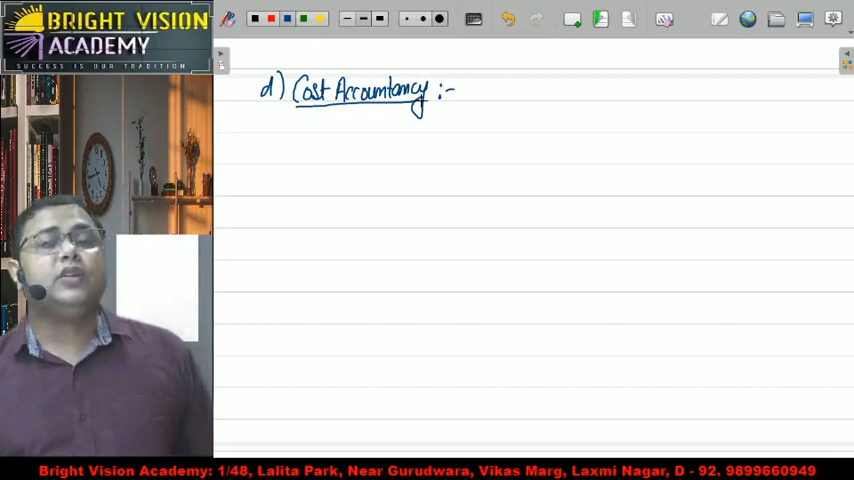 BRIGHT VISION
ACADEMY
SUCCESS IS OUR TRADITION
d) Cost Accountancy :-
Bright Vision Academy: 1/48, Lalita Park, Near Gurudwara, Vikas Marg, Laxmi Nagar, D - 92. 9899660949